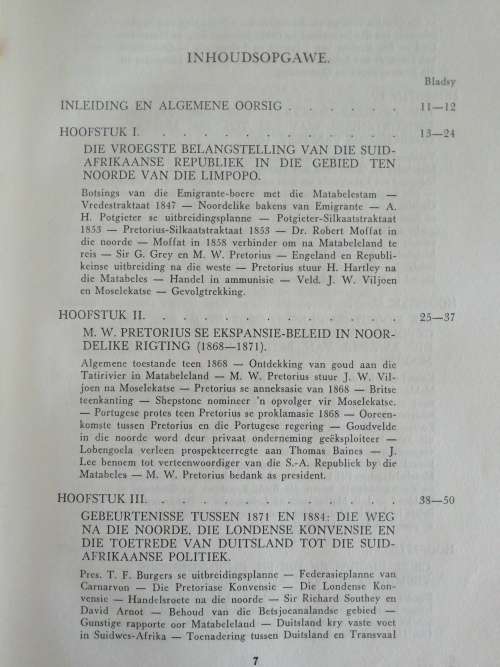 INHOUDSOPGAWE.
Bladsy
INLEIDING EN ALGEMENE OORSIG . . . . . . 11—12
HOOFSTUK I. . . . . . . . . . . . . 13—24
DIE VROEGSTE BELANGSTELLING VAN DIE SUID-
AFRIKAANSE REPUBLIEK IN DIE GEBIED TEN
NOORDE VAN DIE LIMPOPO.
Botsings van die Emigrante-boere met die Matabelestam —
Vredestraktaat 1847 — Noordelike bakens van Emigrante — A.
H. Potgieter se uitbreidingsplanne — Potgieter-Silkaatstraktaat
1853 — Pretorius-Silkaatstraktaat 1853 — Dr. Robert Moffat in
die noorde — Moffat in 1858 verbinder om na Matabeleland te
reis — Sir G. Grey en M. W. Pretorius — Engeland en Republi-
keinse uitbreiding na die weste — Pretorius stuur H. Hartley na
die Matabeles — Handel in ammunisie — Veld. J. W. Viljoen
en Moselekatse — Gevolgtrekking.
HOOFSTUK II. . . . . . . . . . . . . 25—37
M. W. PRETORIUS SE EKSPANSIE-BELEID IN NOOR-
DELIKE RIGTING (1868—1871).
Algemene toestande teen 1868 — Ontdekking van goud aan die
Tatirivier in Matabeleland — M. W. Pretorius stuur J. W. Vil-
joen na Moselekatse — Pretorius se anneksasie van 1868 — Britse
teenkanting — Shepstone nomineer 'n opvolger vir Moselekatse.
— Portugese protes teen Pretorius se proklamasie 1868 — Ooreen-
komste tussen Pretorius en die Portugese regering — Goudvelde
in die noorde word deur privaat onderneming geëksploiteer —
Lobengoela verleen prospekteerregte aan Thomas Baines — J.
Lee benoem tot verteenwoordiger van die S.-A. Republiek by die
Matabeles — M. W. Pretorius bedank as president.
HOOFSTUK III. . . . . . . . . . . . . 38—50
GEBEURTENISSE TUSSEN 1871 EN 1884: DIE WEG
NA DIE NOORDE, DIE LONDENSE KONVENSIE EN
DIE TOETREDE VAN DUITSLAND TOT DIE SUID-
AFRIKAANSE POLITIEK.
Pres. T. F. Burgers se uitbreidingsplanne — Federasieplanne van
Carnarvon — Die Pretoriase Konvensie — Die Londense Kon-
vensie — Handelsroete na die noorde — Sir Richard Southey en
David Arnot — Behoud van die Betsjoeanalandse gebied —
Gunstige rapporte oor Matabeleland — Duitsland kry vaste voet
in Suidwes-Afrika — Toenadering tussen Duitsland en Transvaal
7